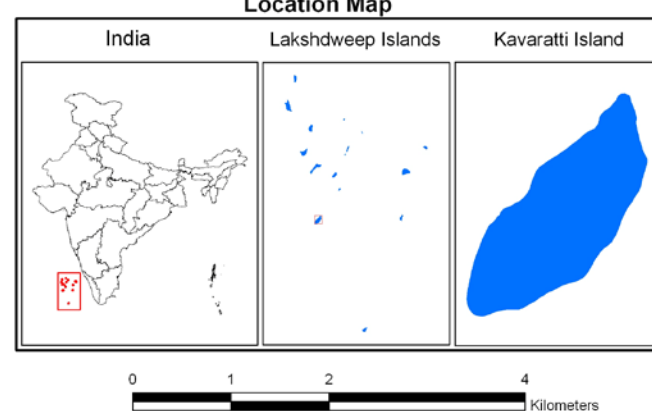 Location Map
India
Lakshdweep Islands
Kavaratti Island
0 1 2 4
Kilometers